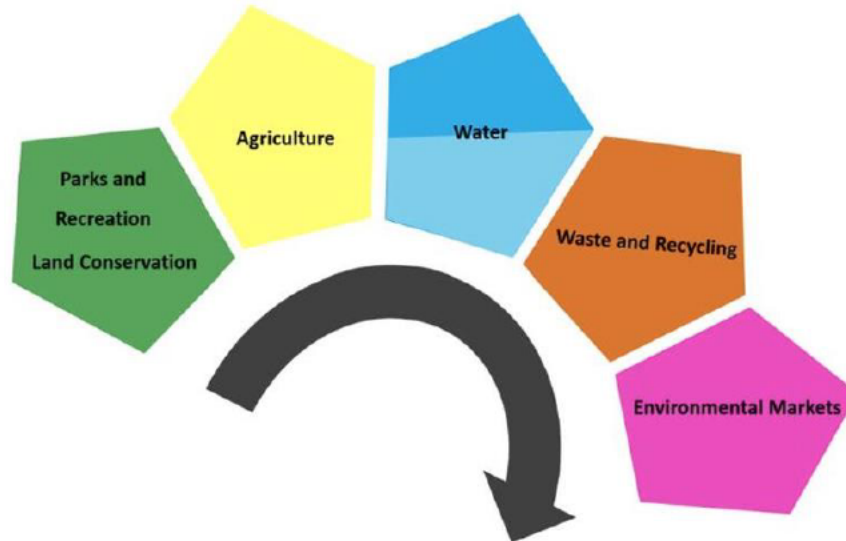 Parks and
Recreation
Land Conservation
Agriculture
Water
Waste and Recycling
Environmental Markets